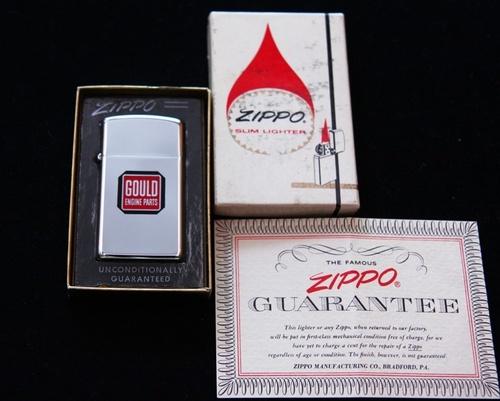 ZIPPO
GOULD
ENGINE PARTS
UNCONDITIONALLY
GUARANTEED
ZIPPO®
SLIM LIGHTER
THE FAMOUS
ZIPPO®
GUARANTEE
This lighter or any Zippo, when returned to our factory,
will be put in first-class mechanical condition free of charge, for we
have yet to charge a cent for the repair of a Zippo
regardless of age or condition. The finish, however, is not guaranteed.
ZIPPO MANUFACTURING CO., BRADFORD, PA.